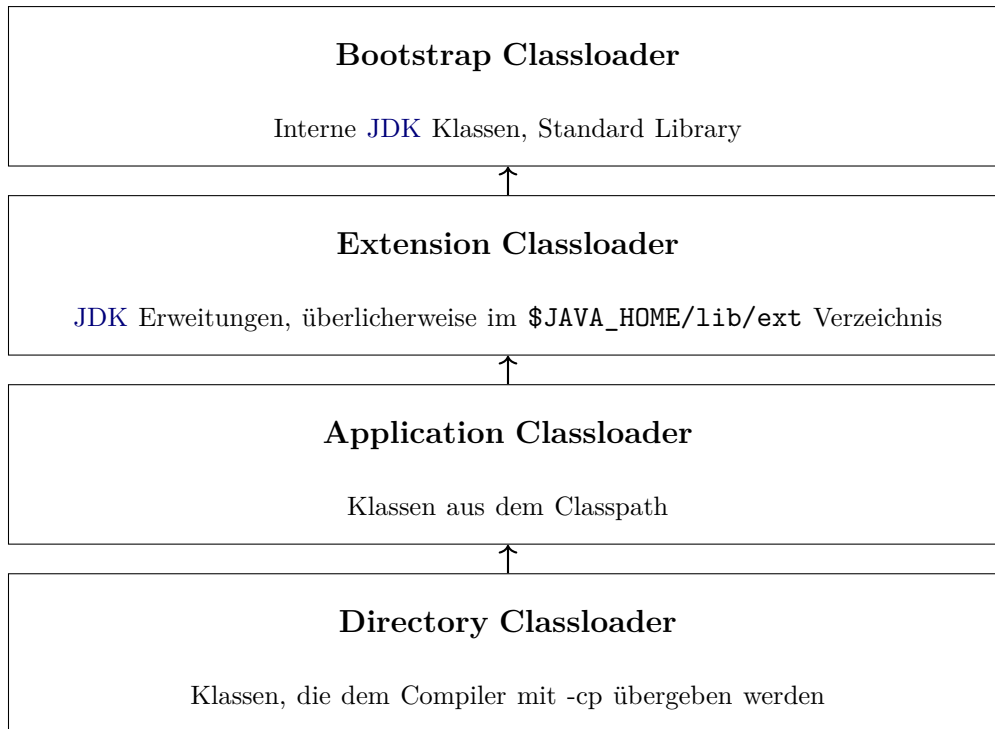 Bootstrap Classloader
Interne JDK Klassen, Standard Library
Extension Classloader
JDK Erweitungen, überlicherweise im $JAVA_HOME/lib/ext Verzeichnis
Application Classloader
Klassen aus dem Classpath
Directory Classloader
Klassen, die dem Compiler mit -cp übergeben werden